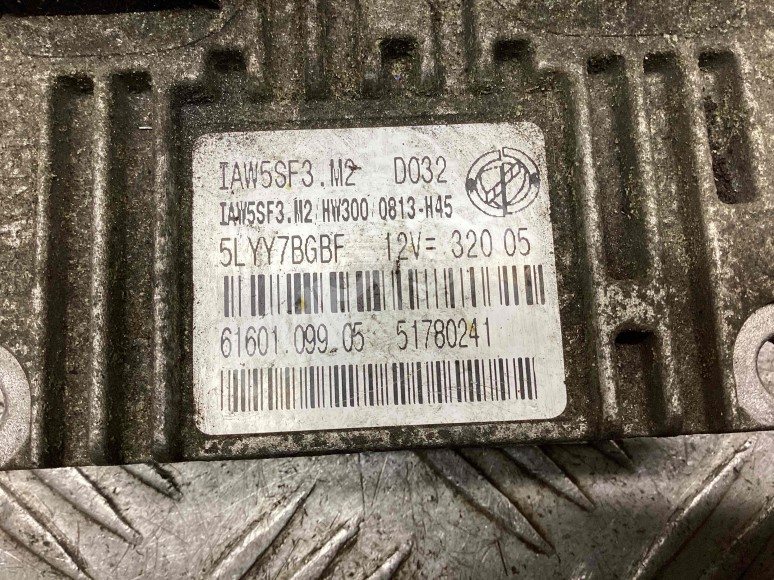 IAW5SF3.M2 D032
IAW5SF3.M2/HW300/0813-H45
5LYY7BGBF 12V= 320 05
61601.099.05 51780241